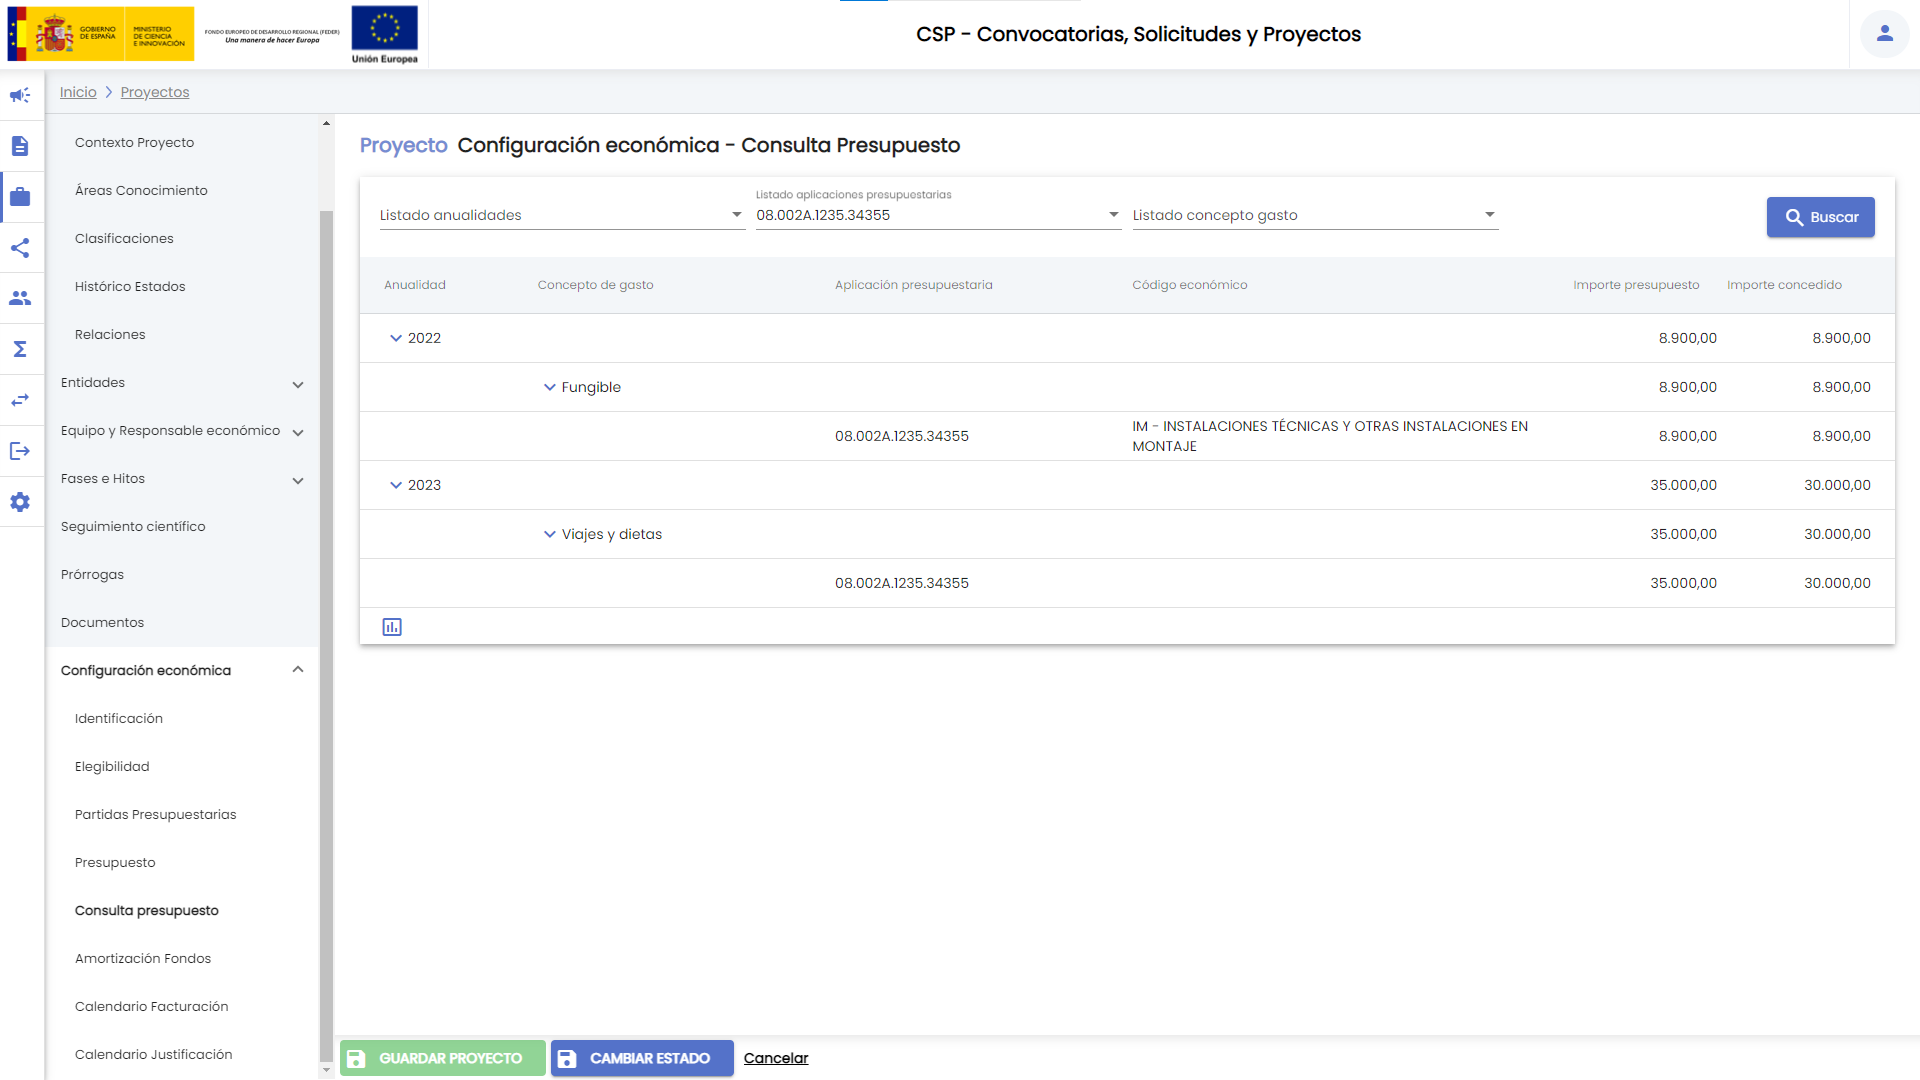 GOBIERNO
DE ESPAÑA
MINISTERIO
DE CIENCIA
E INNOVACIÓN
FONDO EUROPEO DE DESARROLLO REGIONAL (FEDER)
Una manera de hacer Europa
Unión Europea
CSP - Convocatorias, Solicitudes y Proyectos
Inicio > Proyectos
Contexto Proyecto
Áreas Conocimiento
Clasificaciones
Histórico Estados
Relaciones
Entidades
Equipo y Responsable económico
Fases e Hitos
Seguimiento científico
Prórrogas
Documentos
Configuración económica
Identificación
Elegibilidad
Partidas Presupuestarias
Presupuesto
Consulta presupuesto
Amortización Fondos
Calendario Facturación
Calendario Justificación
Proyecto Configuración económica - Consulta Presupuesto
Listado anualidades
Listado aplicaciones presupuestarias
08.002A.1235.34355
Listado concepto gasto
Buscar
Anualidad Concepto de gasto Aplicación presupuestaria Código económico Importe presupuesto Importe concedido
2022 8.900,00 8.900,00
Fungible 8.900,00 8.900,00
08.002A.1235.34355 IM - INSTALACIONES TÉCNICAS Y OTRAS INSTALACIONES EN
MONTAJE 8.900,00 8.900,00
2023 35.000,00 30.000,00
Viajes y dietas 35.000,00 30.000,00
08.002A.1235.34355 35.000,00 30.000,00
GUARDAR PROYECTO CAMBIAR ESTADO Cancelar